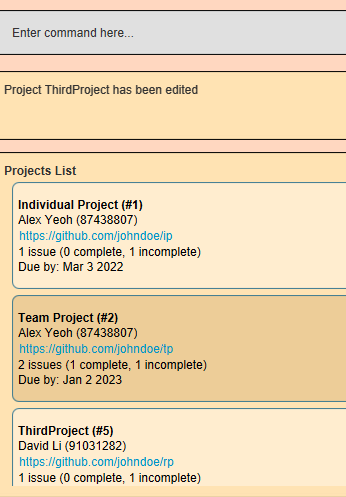 Enter command here...
Project ThirdProject has been edited
Projects List
Individual Project (#1)
Alex Yeoh (87438807)
https://github.com/johndoe/ip
1 issue (0 complete, 1 incomplete)
Due by: Mar 3 2022
Team Project (#2)
Alex Yeoh (87438807)
https://github.com/johndoe/tp
2 issues (1 complete, 1 incomplete)
Due by: Jan 2 2023
ThirdProject (#5)
David Li (91031282)
https://github.com/johndoe/rp
1 issue (0 complete, 1 incomplete)